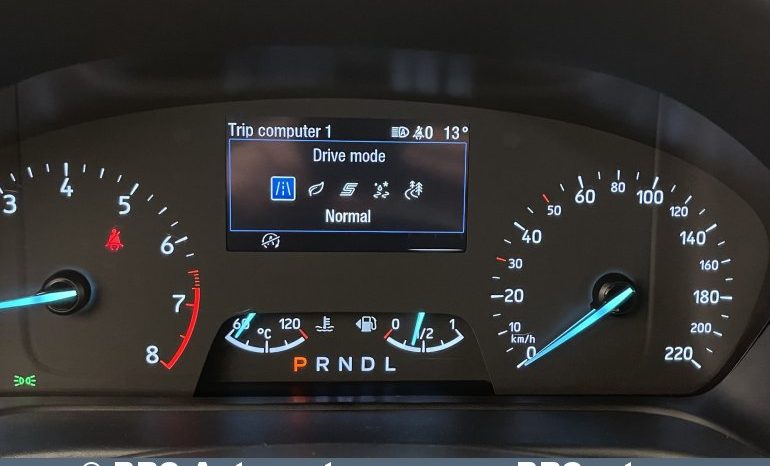 Trip computer 1 0 13°
Drive mode
Normal
3 4 5 6 7 8
60 °C 120
0 1/2 1
P R N D L
0 10 20 30 40 50 60 80 100 120 140 160 180 200 220
km/h